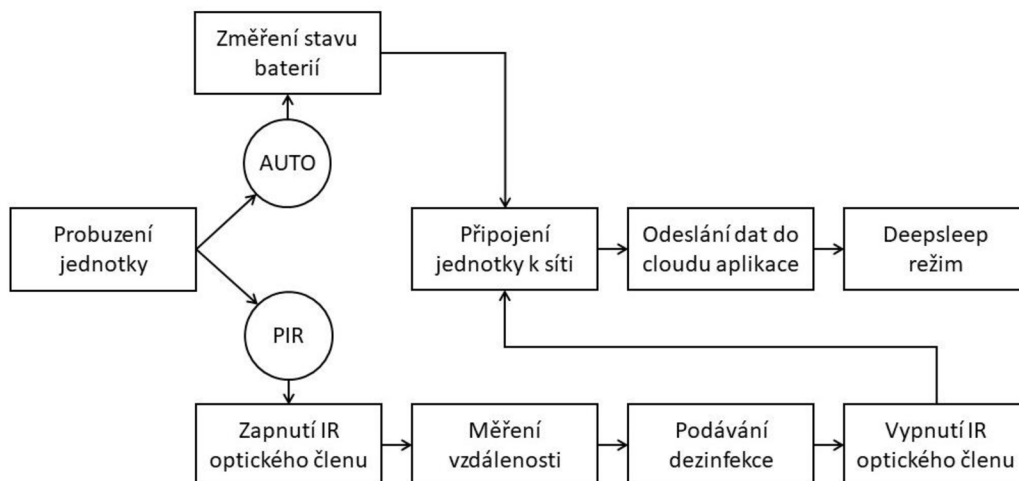 Změření stavu
baterií
AUTO
Probuzení
jednotky
Připojení
jednotky k síti
Odeslání dat do
cloudu aplikace
Deepsleep
režim
PIR
Zapnutí IR
optického členu
Měření
vzdálenosti
Podávání
dezinfekce
Vypnutí IR
optického členu